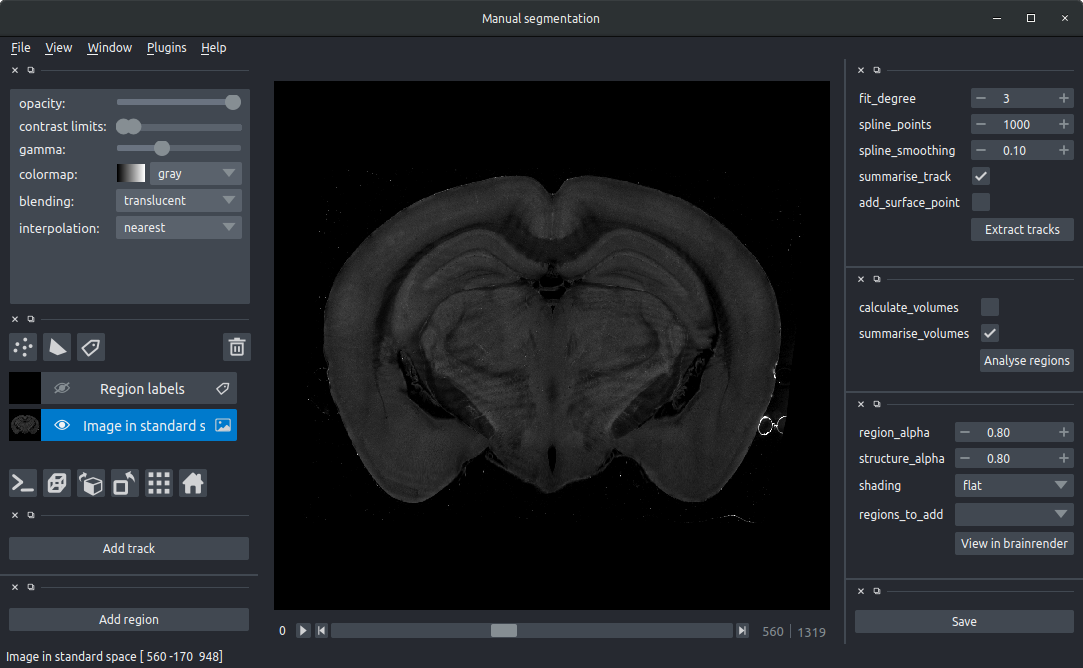 Manual segmentation
File View Window Plugins Help
opacity:
contrast limits:
gamma:
colormap: gray
blending: translucent
interpolation: nearest
Region labels
Image in standard s
Add track
Add region
Image in standard space [ 560 -170 948]
0 560 1319
fit_degree 3
spline_points 1000
spline_smoothing 0.10
summarise_track
add_surface_point
Extract tracks
calculate_volumes
summarise_volumes
Analyse regions
region_alpha 0.80
structure_alpha 0.80
shading flat
regions_to_add
View in brainrender
Save